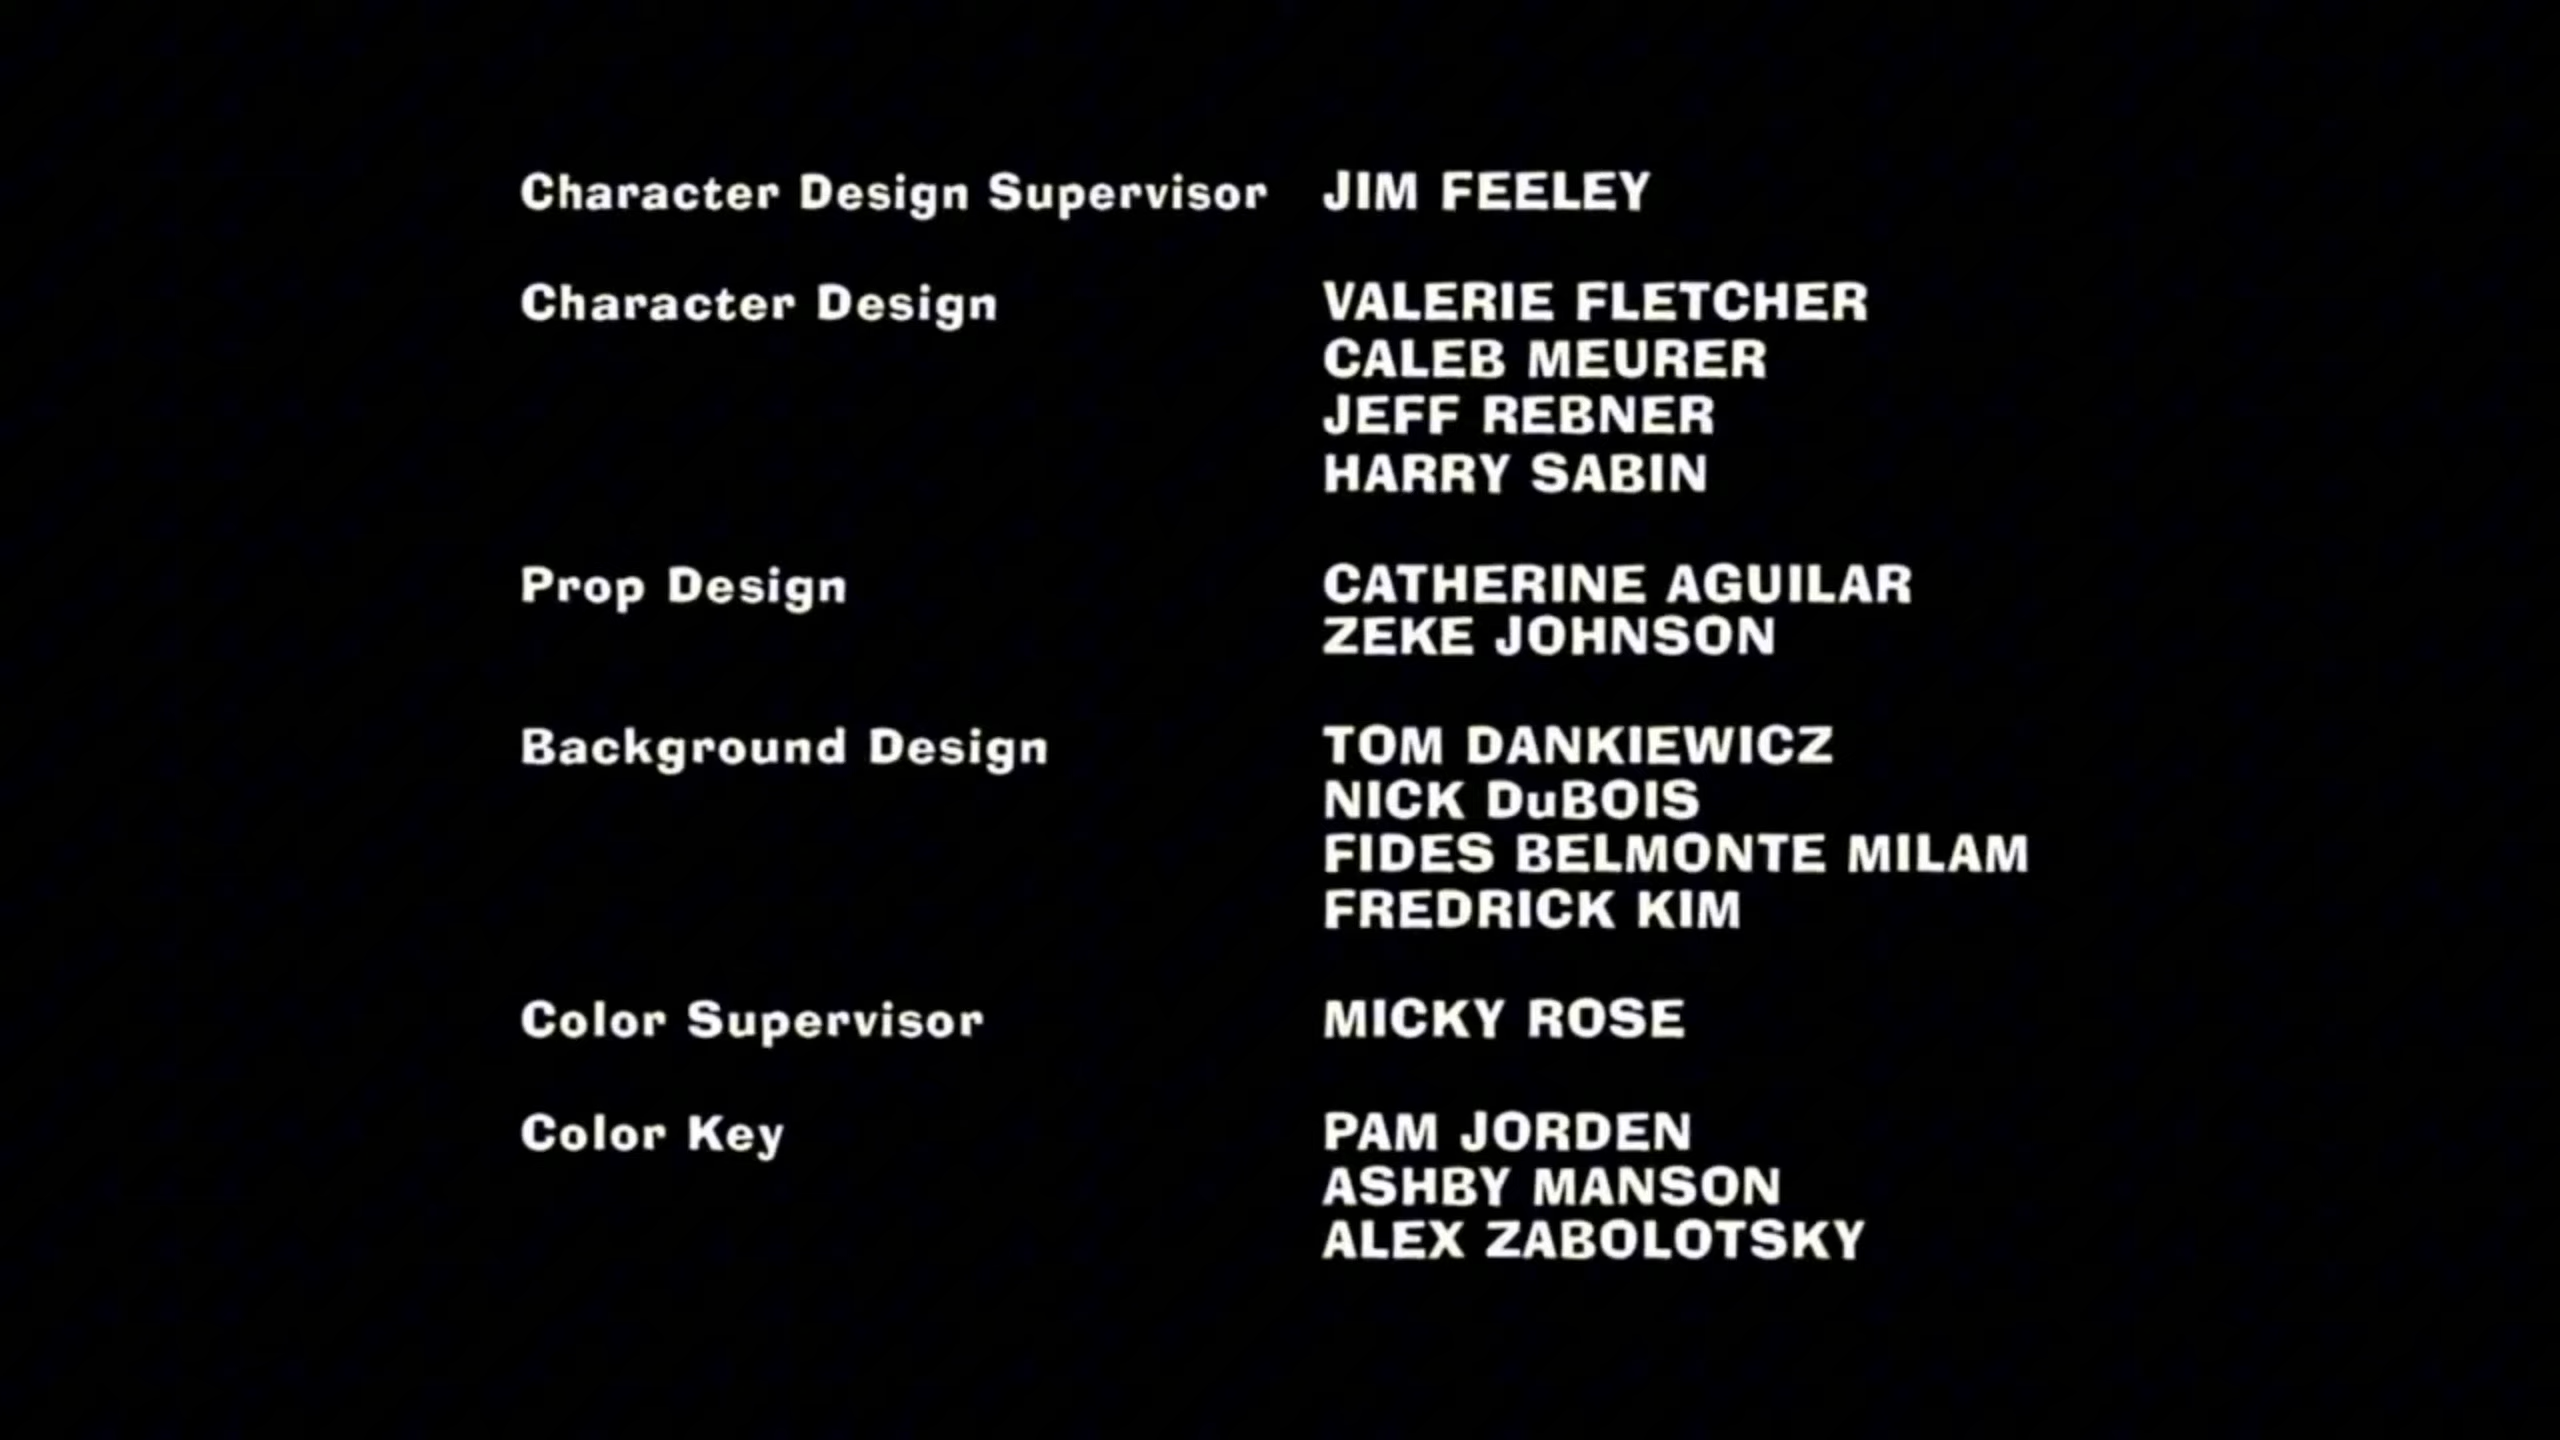 Character Design Supervisor JIM FEELEY
Character Design VALERIE FLETCHER
CALEB MEURER
JEFF REBNER
HARRY SABIN
Prop Design CATHERINE AGUILAR
ZEKE JOHNSON
Background Design TOM DANKIEWICZ
NICK DuBOIS
FIDES BELMONTE MILAM
FREDRICK KIM
Color Supervisor MICKY ROSE
Color Key PAM JORDEN
ASHBY MANSON
ALEX ZABOLOTSKY